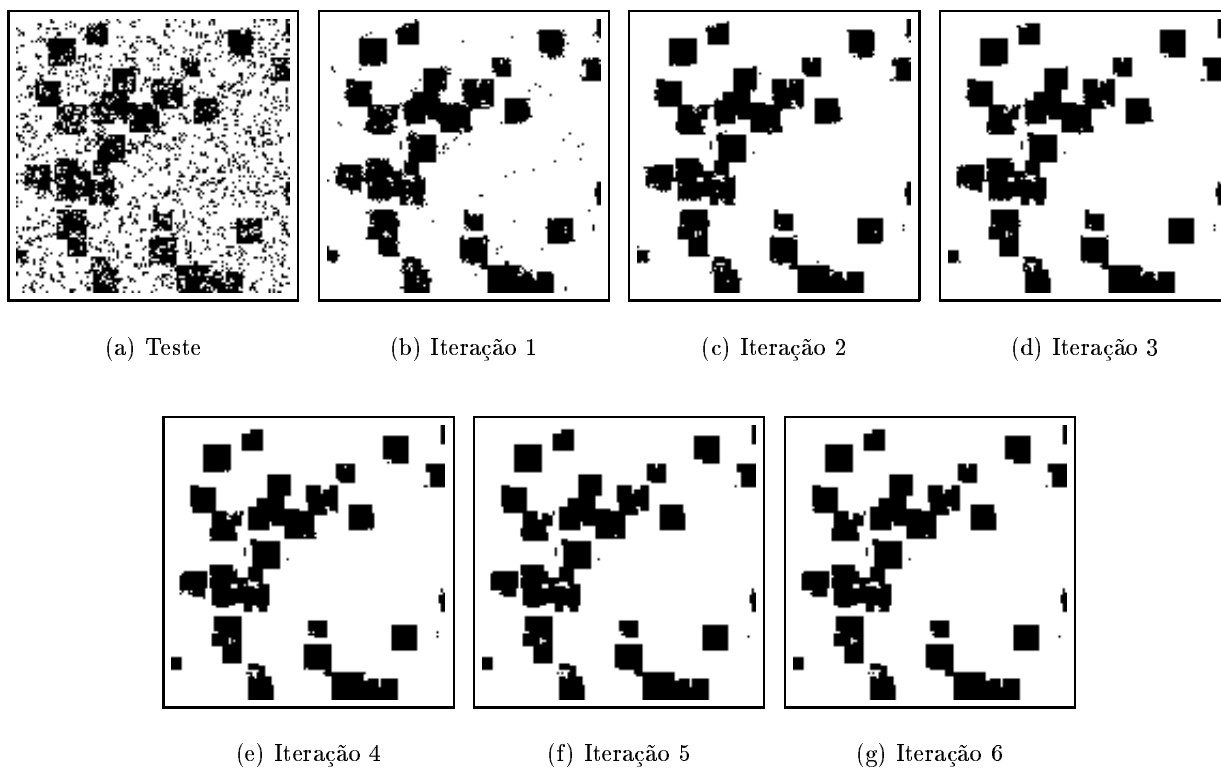 (a) Teste
(b) Iteração 1
(c) Iteração 2
(d) Iteração 3
(e) Iteração 4
(f) Iteração 5
(g) Iteração 6